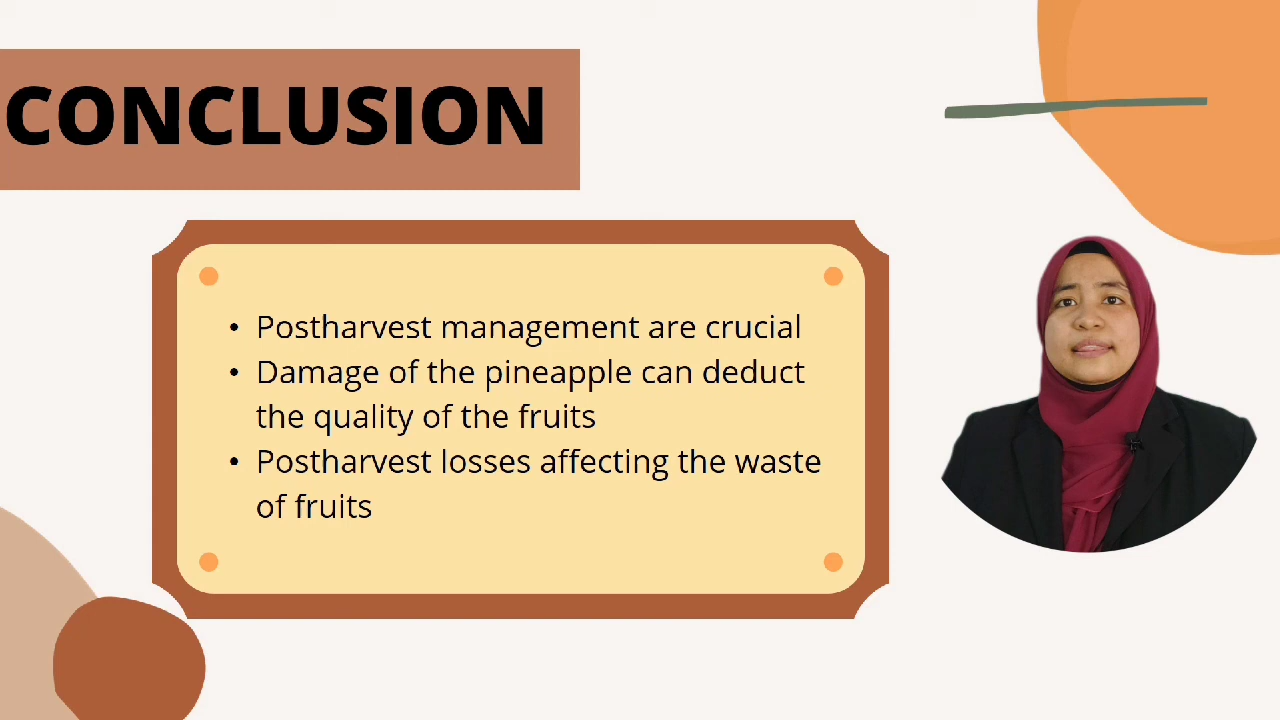 CONCLUSION
• Postharvest management are crucial
• Damage of the pineapple can deduct
the quality of the fruits
• Postharvest losses affecting the waste
of fruits